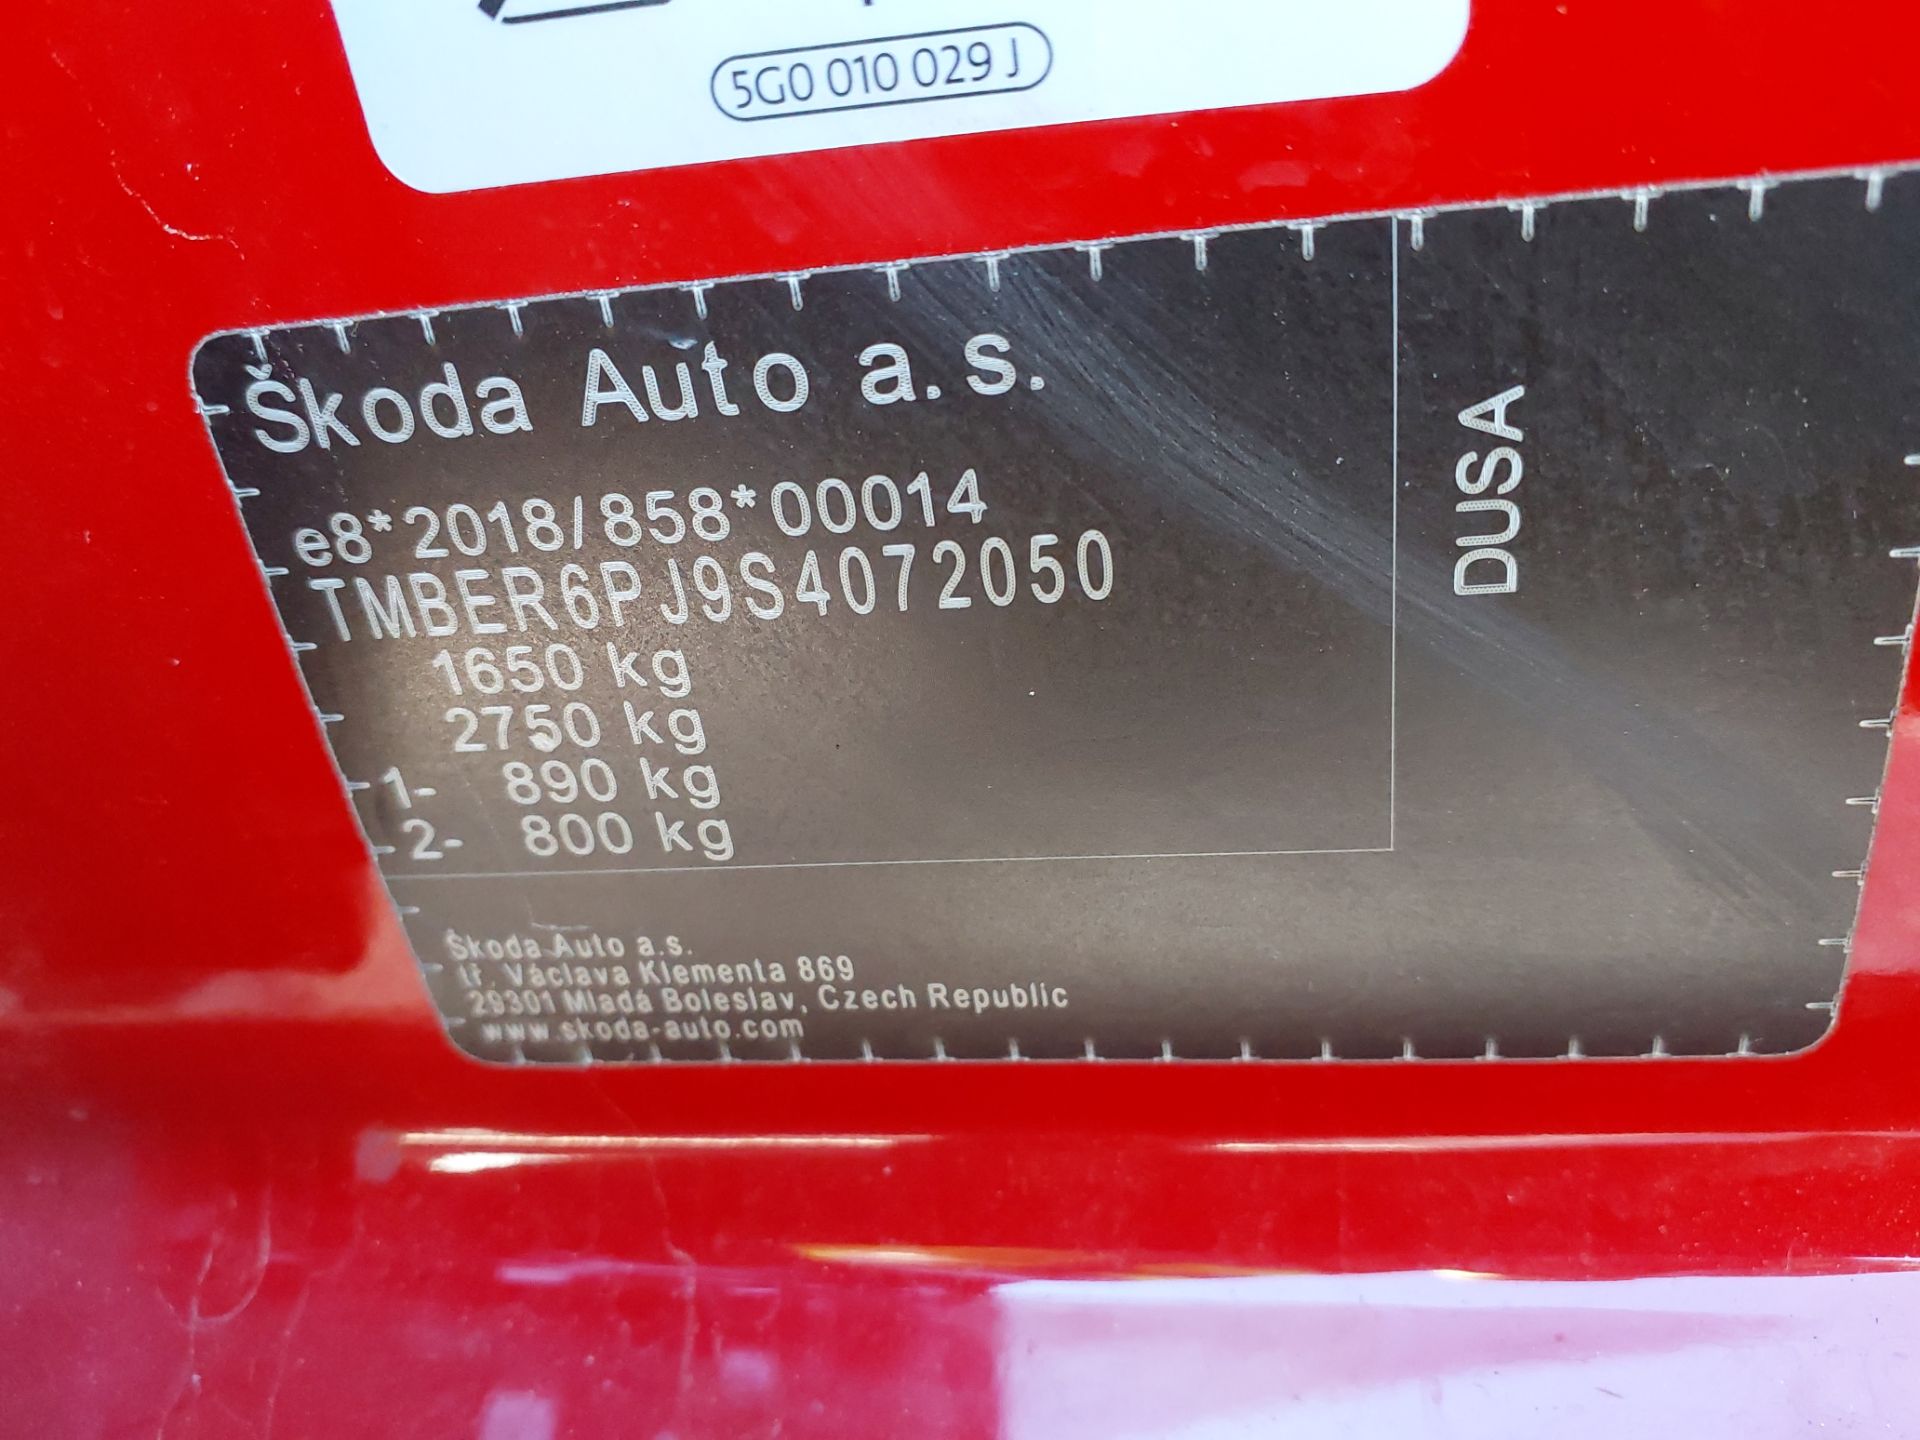 5G0 010 029 J
Škoda Auto a.s.
e8*2018/858*00014
TMBER6PJ9S4072050
1650 kg
2750 kg
1- 890 kg
2- 800 kg
DUSA
Škoda Auto a.s.
tř. Václava Klementa 869
29301 Mladá Boleslav, Czech Republic
www.skoda-auto.com